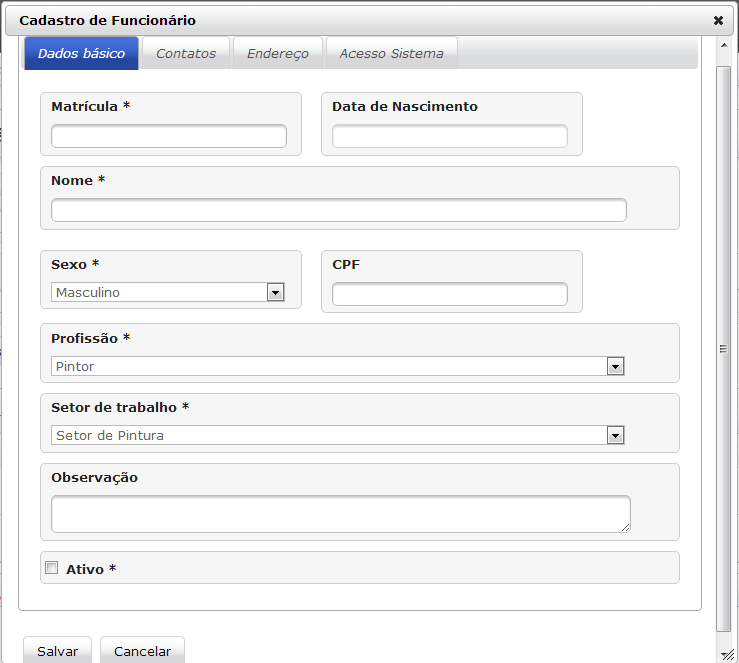 Cadastro de Funcionário
Dados básico Contatos Endereço Acesso Sistema
Matrícula * Data de Nascimento
Nome *
Sexo * CPF
Masculino
Profissão *
Pintor
Setor de trabalho *
Setor de Pintura
Observação
Ativo *
Salvar Cancelar